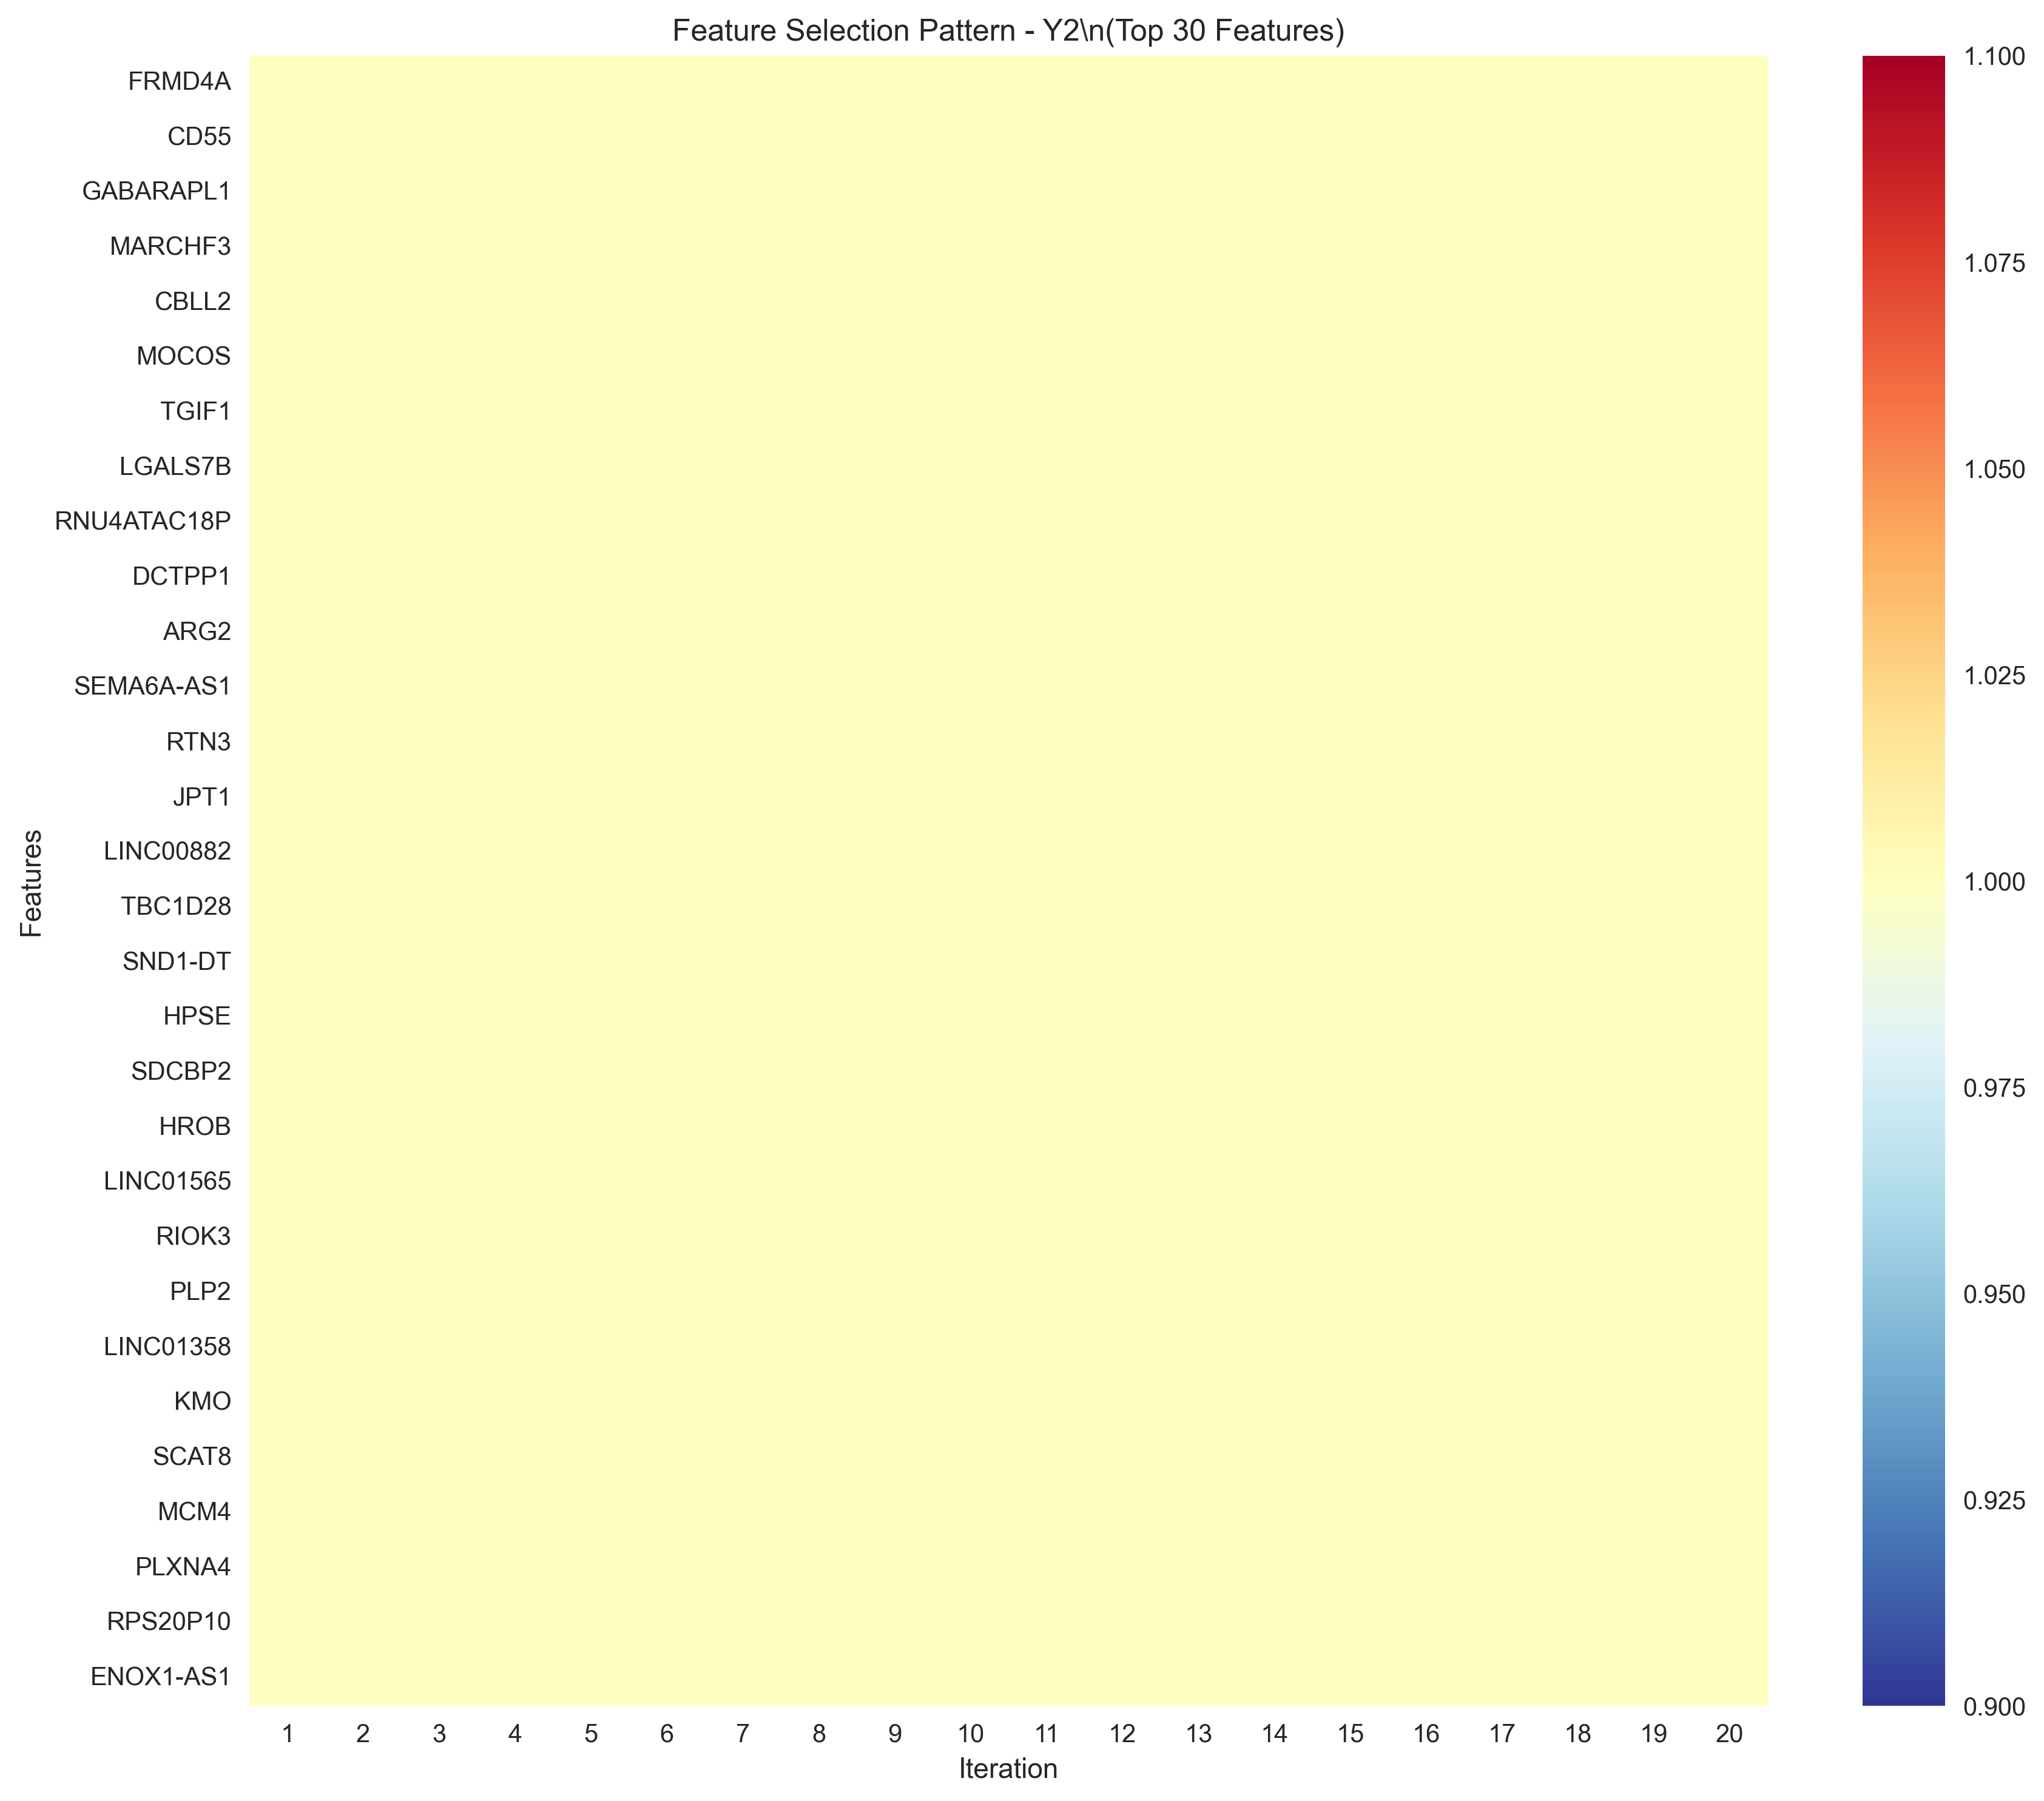 Feature Selection Pattern - Y2\n(Top 30 Features)
Features
FRMD4A
CD55
GABARAPL1
MARCHF3
CBLL2
MOCOS
TGIF1
LGALS7B
RNU4ATAC18P
DCTPP1
ARG2
SEMA6A-AS1
RTN3
JPT1
LINC00882
TBC1D28
SND1-DT
HPSE
SDCBP2
HROB
LINC01565
RIOK3
PLP2
LINC01358
KMO
SCAT8
MCM4
PLXNA4
RPS20P10
ENOX1-AS1
1 2 3 4 5 6 7 8 9 10 11 12 13 14 15 16 17 18 19 20
Iteration
1.100
1.075
1.050
1.025
1.000
0.975
0.950
0.925
0.900